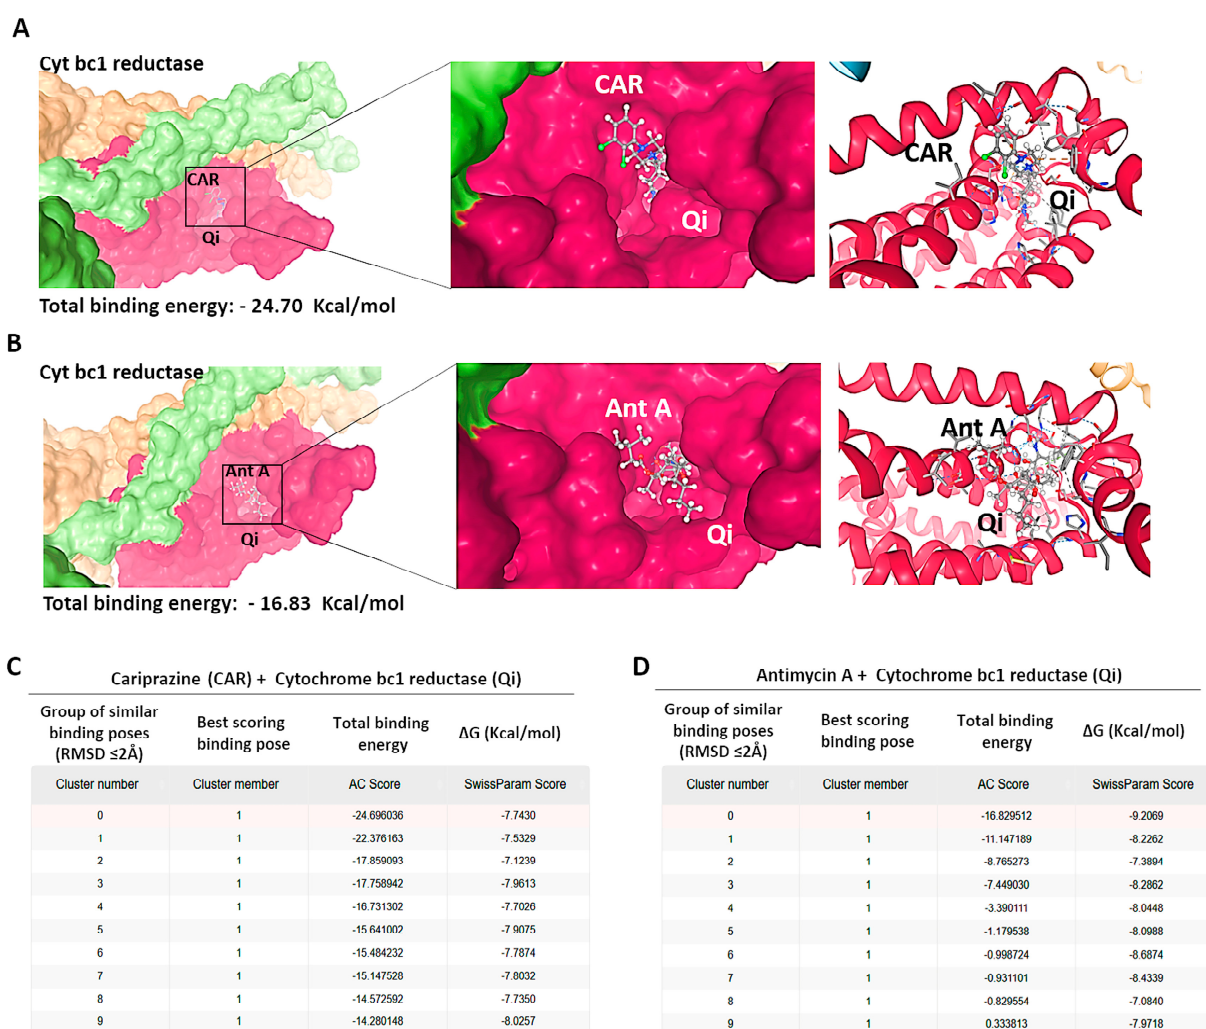 A
Cyt bc1 reductase
CAR
Qi
CAR
Qi
CAR
Qi
Total binding energy: - 24.70 Kcal/mol
B
Cyt bc1 reductase
Ant A
Qi
Ant A
Qi
Ant A
Qi
Total binding energy: - 16.83 Kcal/mol
C
Cariprazine (CAR) + Cytochrome bc1 reductase (Qi)
Group of similar binding poses (RMSD ≤2Å) Best scoring binding pose Total binding energy ΔG (Kcal/mol)
Cluster number Cluster member AC Score SwissParam Score
0 1 -24.696036 -7.7430
1 1 -22.376163 -7.5329
2 1 -17.859093 -7.1239
3 1 -17.758942 -7.9613
4 1 -16.731302 -7.7026
5 1 -15.641002 -7.9075
6 1 -15.484232 -7.7874
7 1 -15.147528 -7.8032
8 1 -14.572592 -7.7350
9 1 -14.280148 -8.0257
D
Antimycin A + Cytochrome bc1 reductase (Qi)
Group of similar binding poses (RMSD ≤2Å) Best scoring binding pose Total binding energy ΔG (Kcal/mol)
Cluster number Cluster member AC Score SwissParam Score
0 1 -16.829512 -9.2069
1 1 -11.147189 -8.2262
2 1 -8.765273 -7.3894
3 1 -7.449030 -8.2862
4 1 -3.390111 -8.0448
5 1 -1.179538 -8.0988
6 1 -0.998724 -8.6874
7 1 -0.931101 -8.4339
8 1 -0.829554 -7.0840
9 1 0.333813 -7.9718